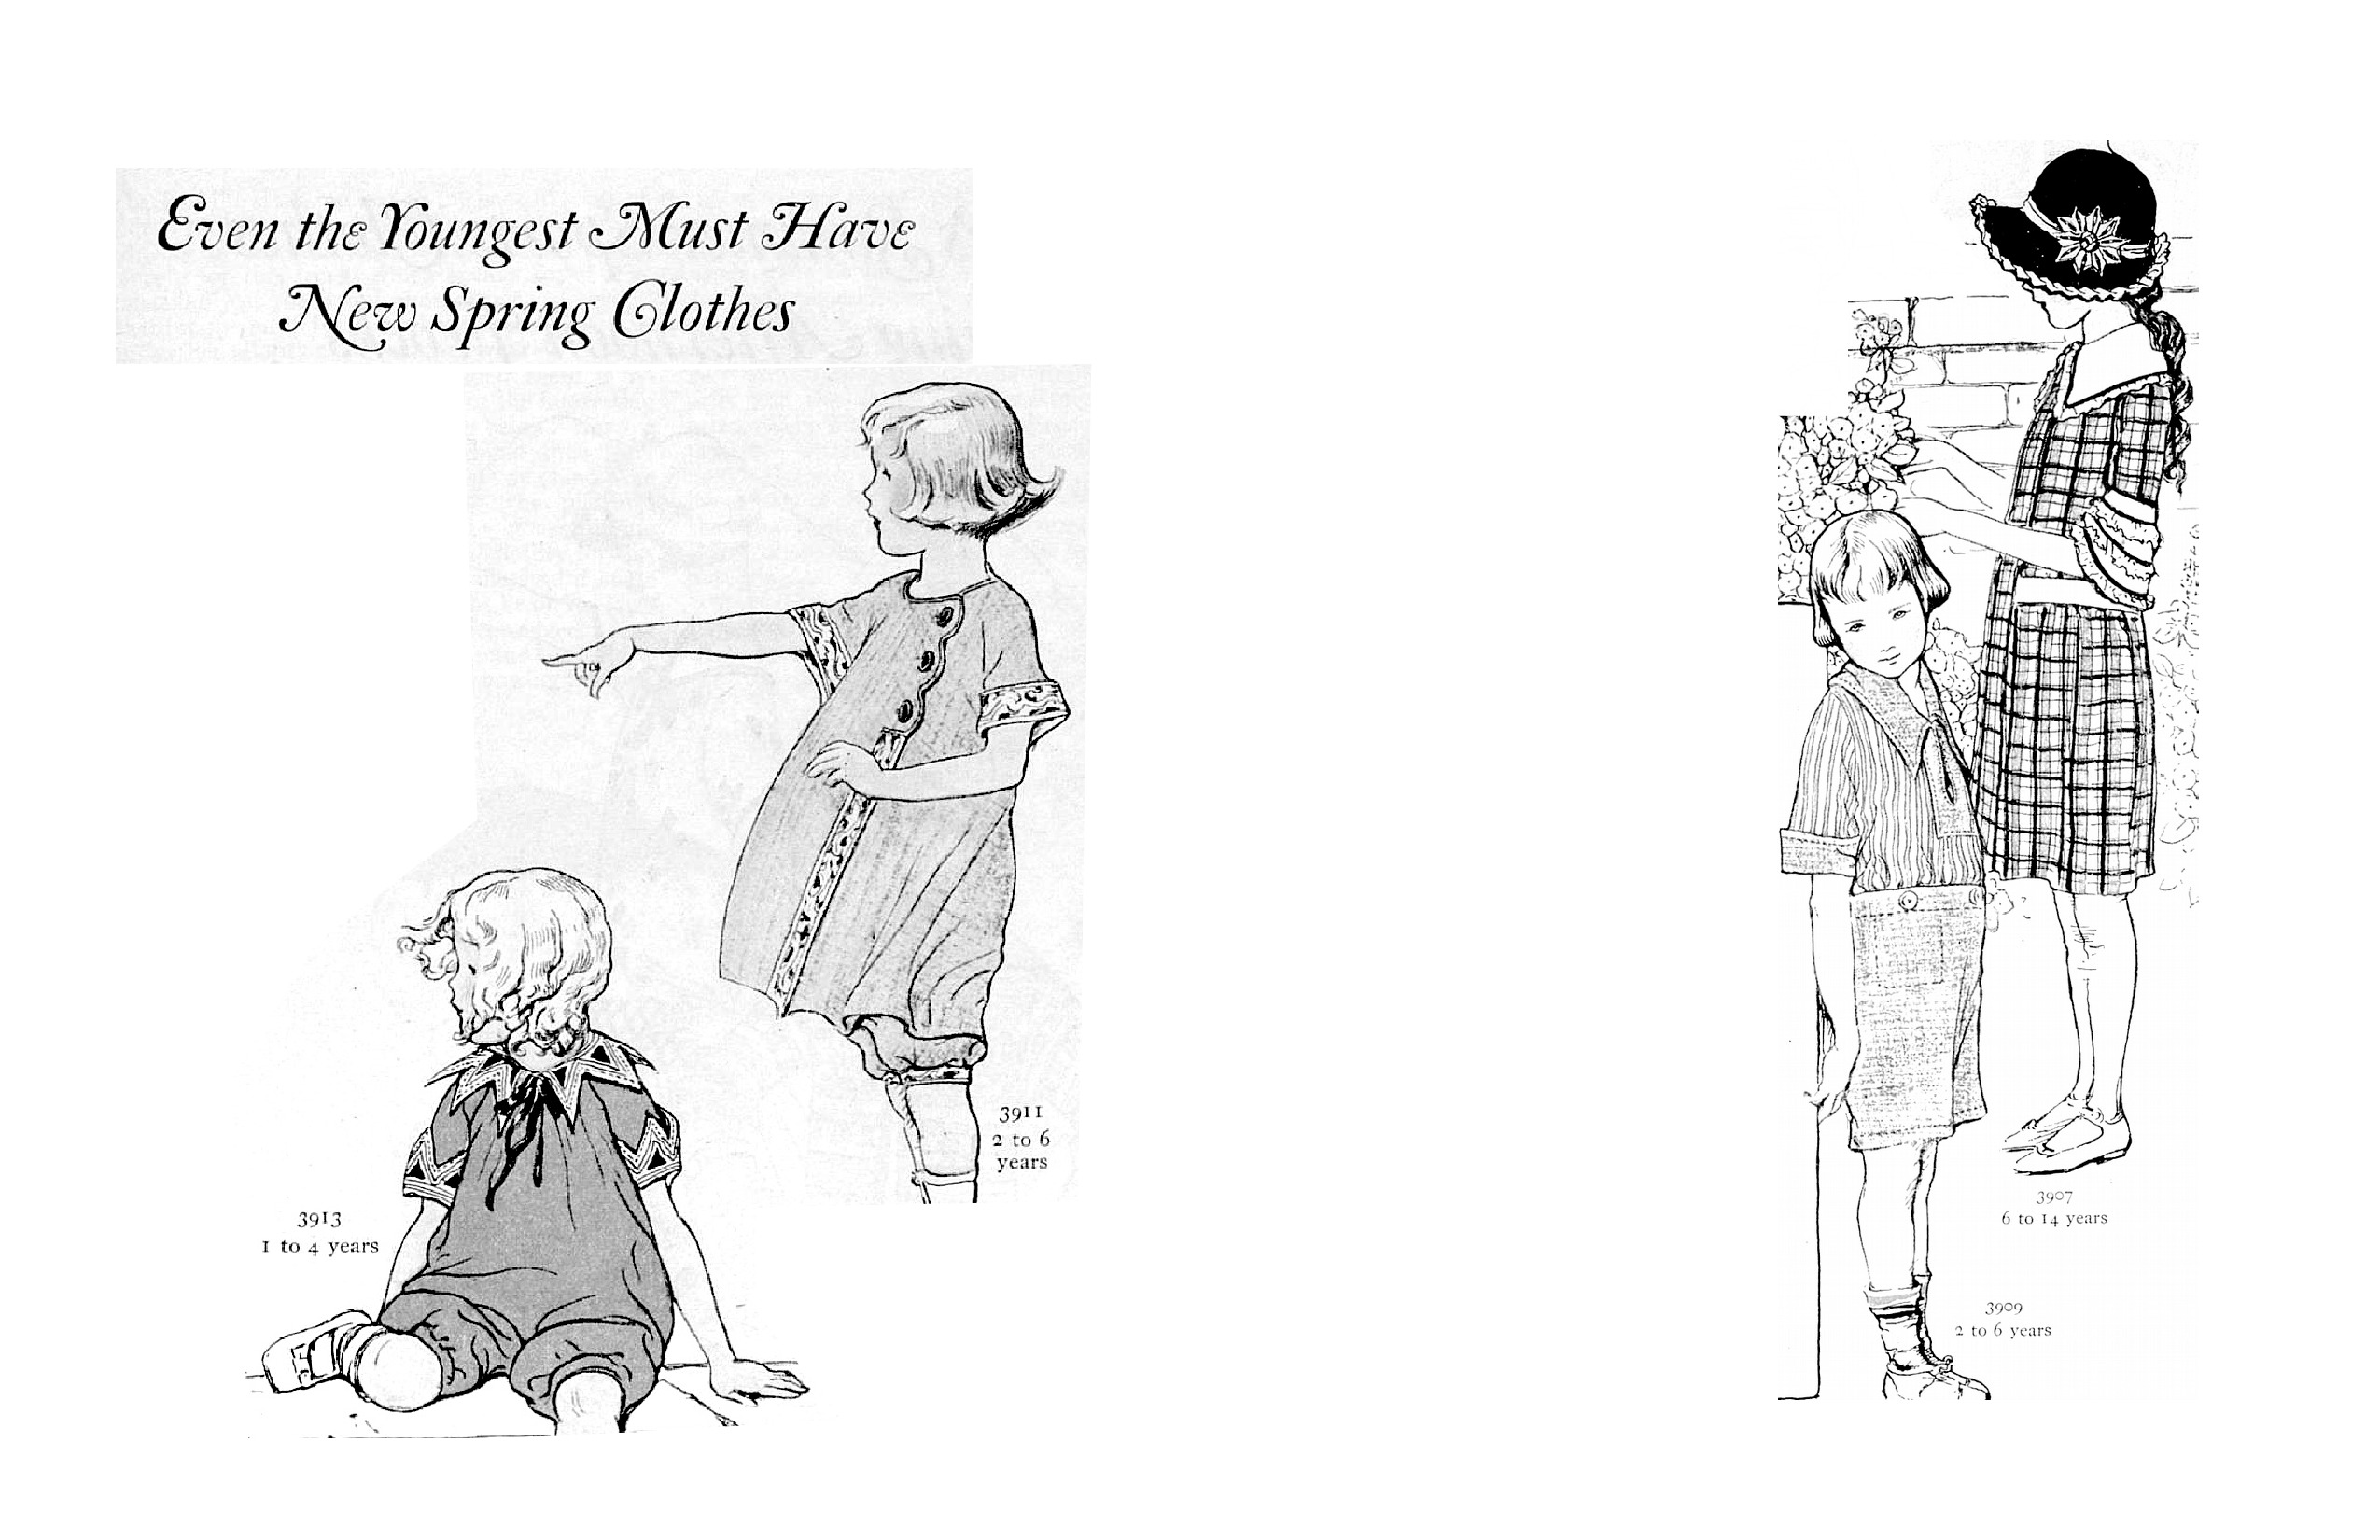 Even the Youngest Must Have
New Spring Clothes
3911
2 to 6
years
3913
1 to 4 years
3907
6 to 14 years
3909
2 to 6 years